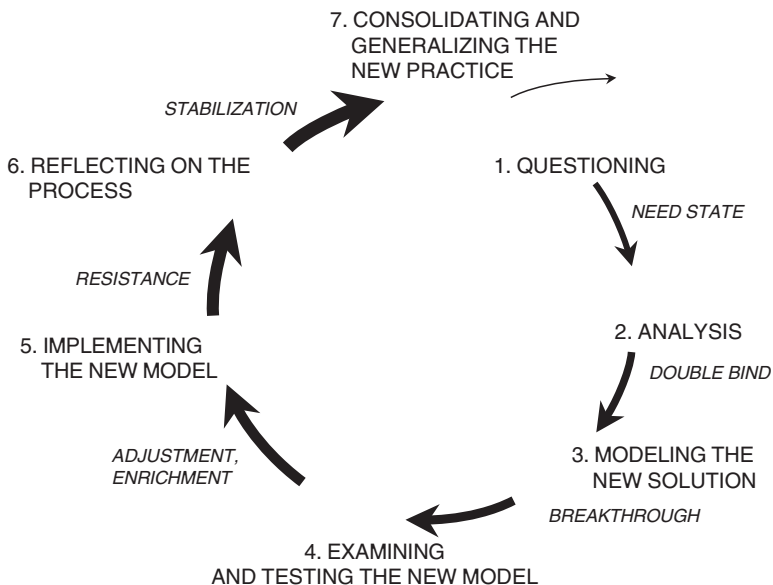 7. CONSOLIDATING AND
GENERALIZING THE
NEW PRACTICE
STABILIZATION
6. REFLECTING ON THE
PROCESS
1. QUESTIONING
NEED STATE
RESISTANCE
5. IMPLEMENTING
THE NEW MODEL
2. ANALYSIS
DOUBLE BIND
ADJUSTMENT,
ENRICHMENT
3. MODELING THE
NEW SOLUTION
BREAKTHROUGH
4. EXAMINING
AND TESTING THE NEW MODEL